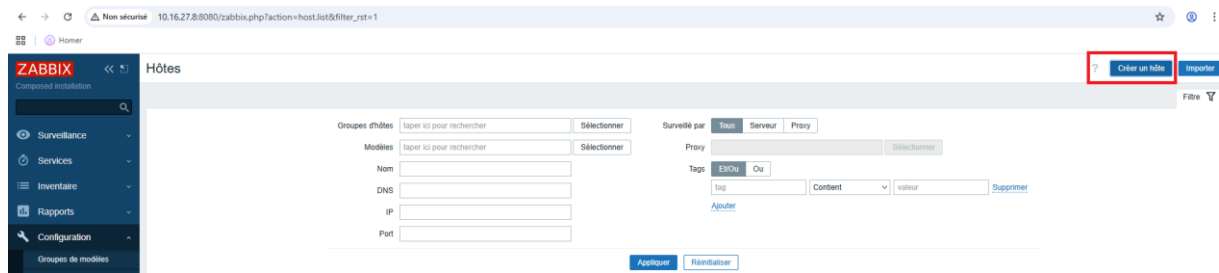 Non sécurisé 10.16.27.8:8080/zabbix.php?action=host.list&filter_rst=1
Homer
ZABBIX Hôtes ? Créer un hôte Importer
Composed installation
Filtre
Groupes d'hôtes taper ici pour rechercher Sélectionner Surveillé par Tous Serveur Proxy
Surveillance
Modèles taper ici pour rechercher Sélectionner Proxy Sélectionner
Services
Nom Tags Et/Ou Ou
Inventaire
DNS tag Contient valeur Supprimer
Rapports
IP Ajouter
Configuration
Port
Groupes de modèles
Appliquer Réinitialiser